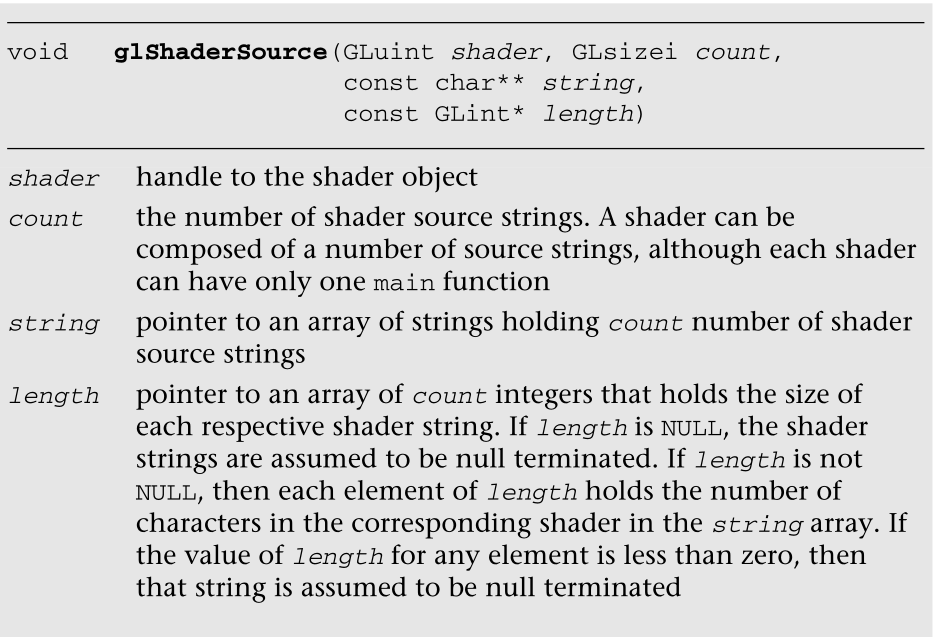 void glShaderSource(GLuint shader, GLsizei count,
const char** string,
const GLint* length)
shader handle to the shader object
count the number of shader source strings. A shader can be
composed of a number of source strings, although each shader
can have only one main function
string pointer to an array of strings holding count number of shader
source strings
length pointer to an array of count integers that holds the size of
each respective shader string. If length is NULL, the shader
strings are assumed to be null terminated. If length is not
NULL, then each element of length holds the number of
characters in the corresponding shader in the string array. If
the value of length for any element is less than zero, then
that string is assumed to be null terminated